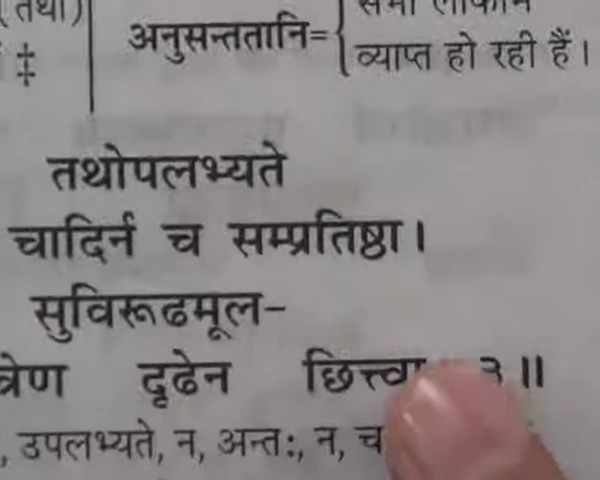 तथा)
अनुसन्ततानि=
व्याप्त हो रही हैं।
‡
तथोपलभ्यते
चादिर्न च सम्प्रतिष्ठा।
सुविरूढमूल-
त्रेण दृढेन छित्त्वा ३॥
, उपलभ्यते, न, अन्तः, न, च